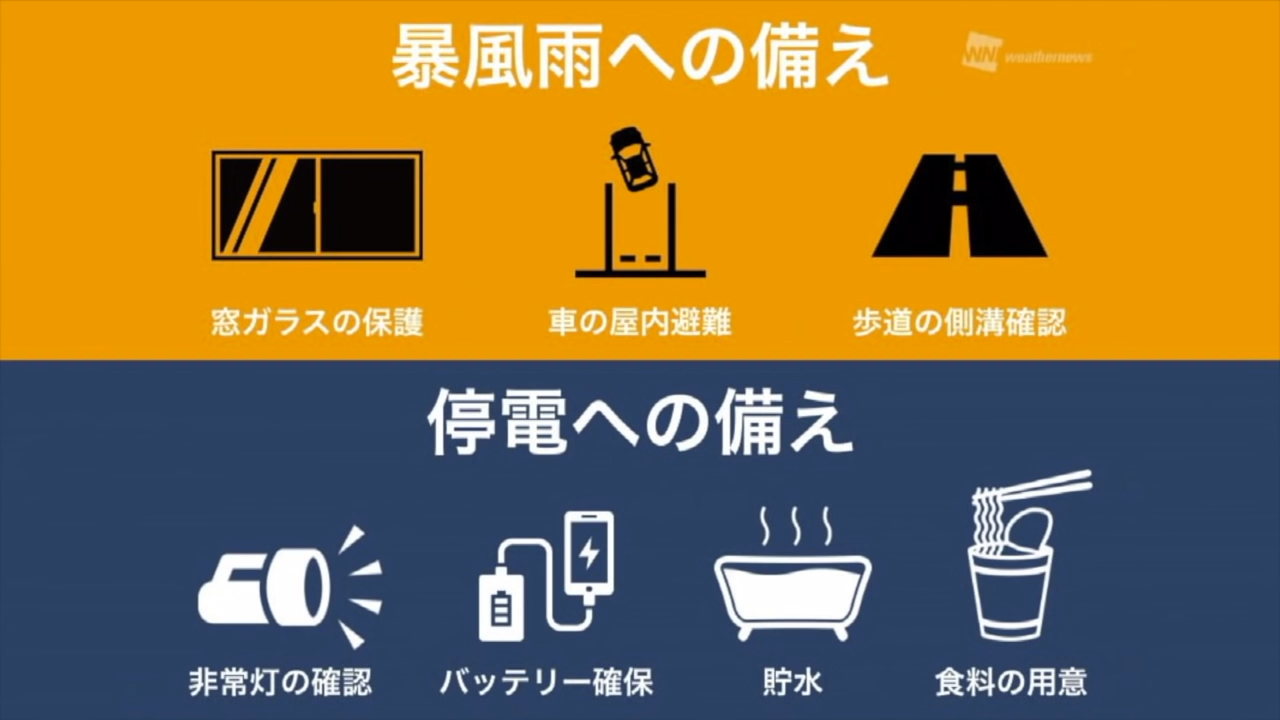 暴風雨への備え
WN weathernews
窓ガラスの保護
車の屋内避難
歩道の側溝確認
停電への備え
非常灯の確認
バッテリー確保
貯水
食料の用意